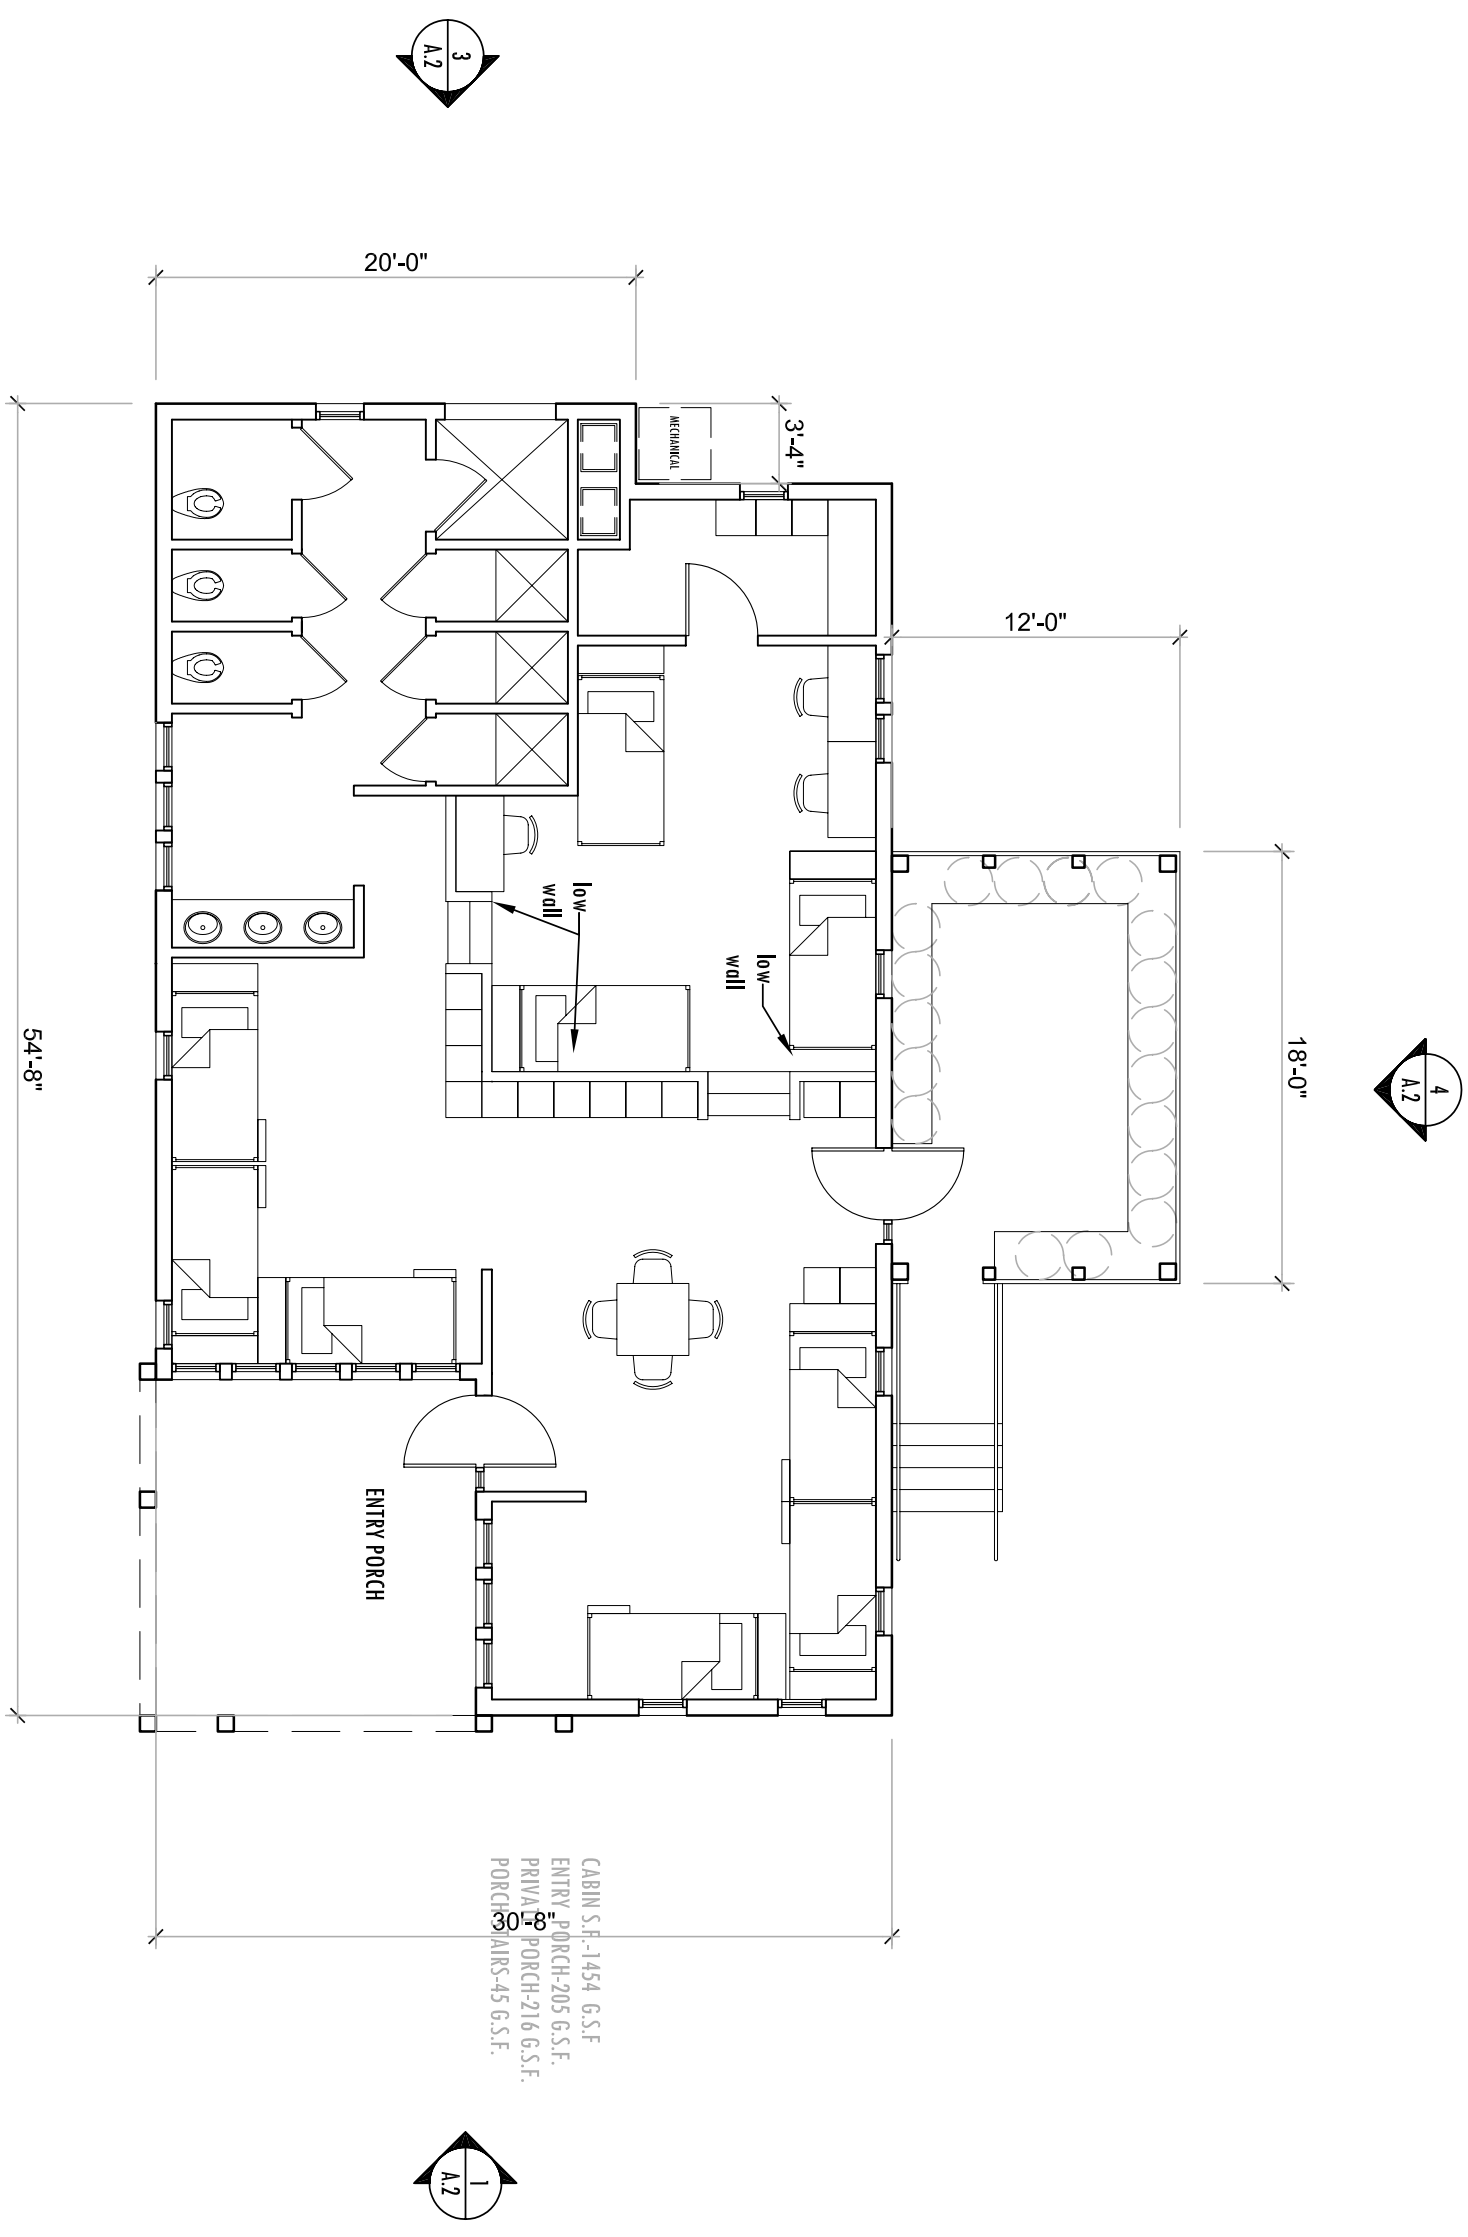 3
A.2
20'-0"
MECHANICAL
3'-4"
12'-0"
low
wall
low
wall
54'-8"
18'-0"
4
A.2
ENTRY PORCH
CABIN S.F.-1454 G.S.F
ENTRY PORCH-205 G.S.F.
PRIVATE PORCH-216 G.S.F.
PORCH STAIRS-45 G.S.F.
30'-8"
1
A.2